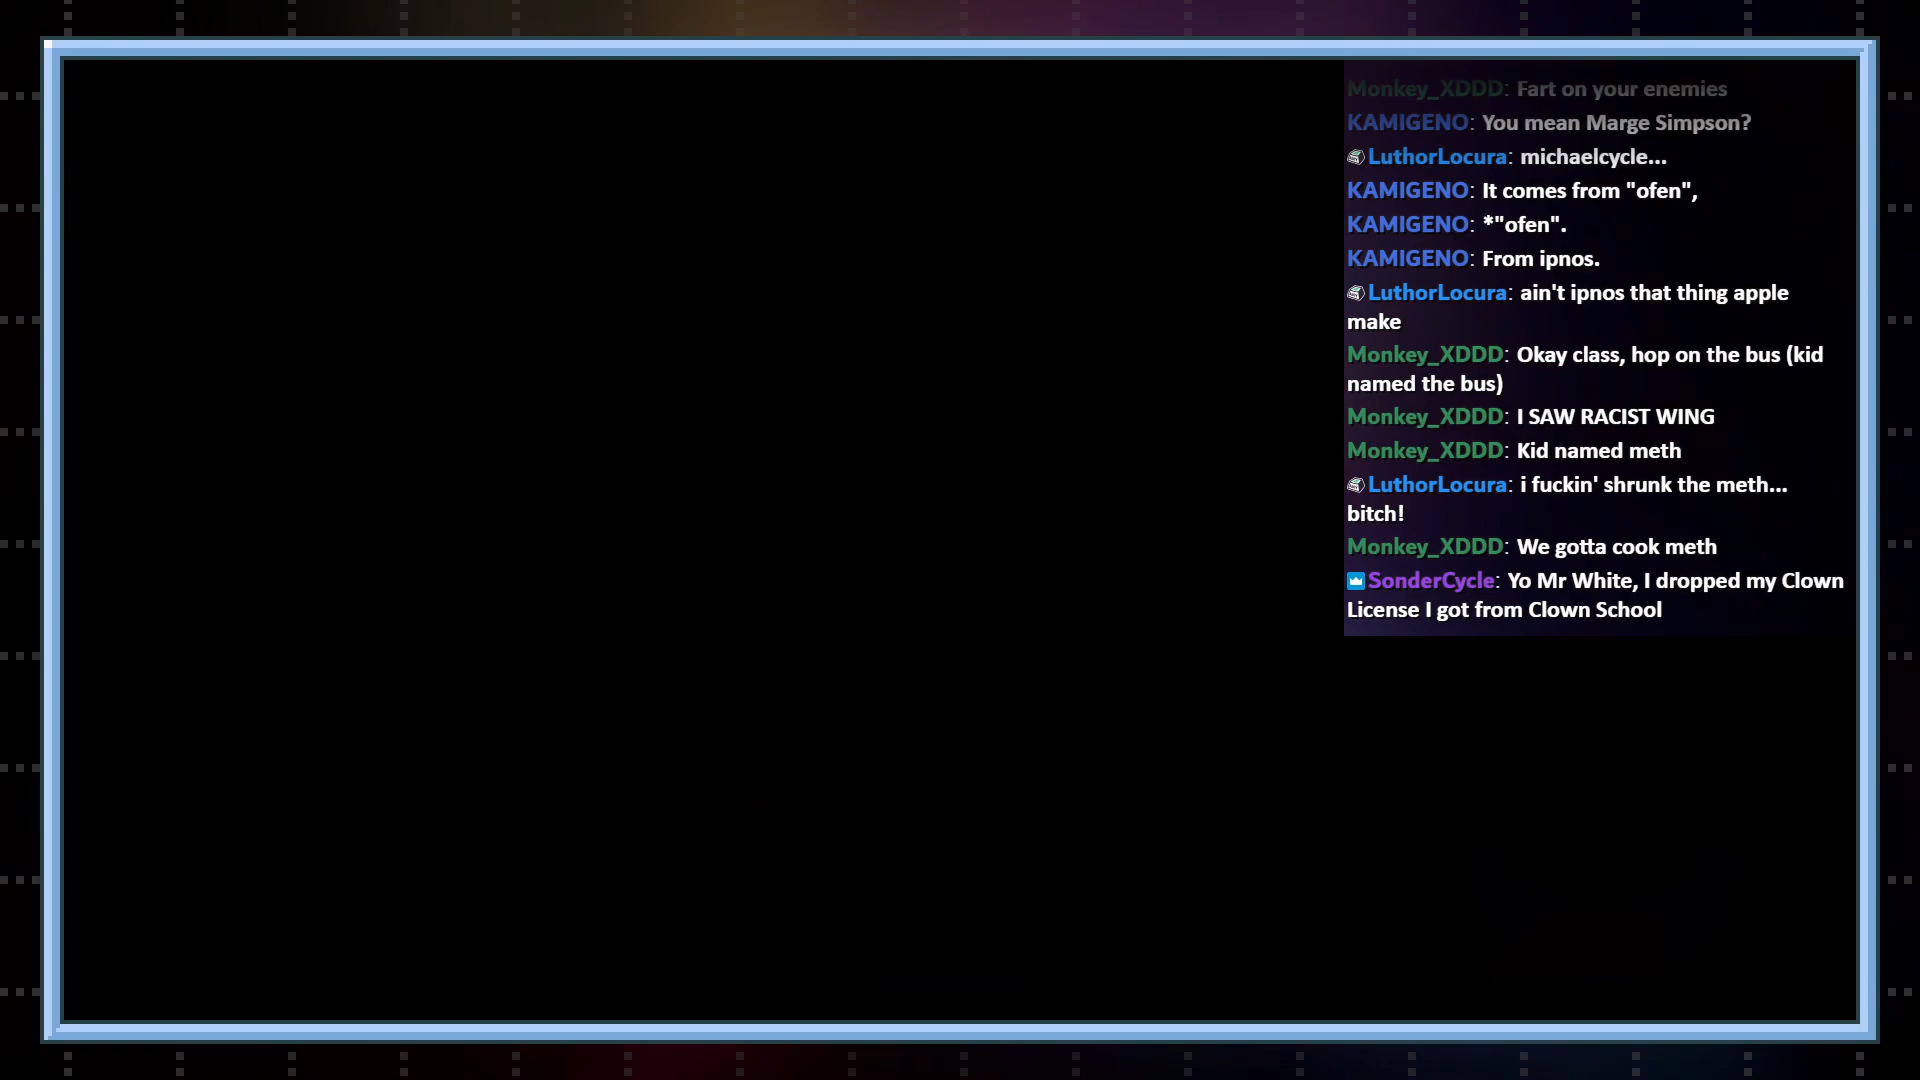 Monkey_XDDD: Fart on your enemies
KAMIGENO: You mean Marge Simpson?
LuthorLocura: michaelcycle...
KAMIGENO: It comes from "ofen",
KAMIGENO: *"ofen".
KAMIGENO: From ipnos.
LuthorLocura: ain't ipnos that thing apple
make
Monkey_XDDD: Okay class, hop on the bus (kid
named the bus)
Monkey_XDDD: I SAW RACIST WING
Monkey_XDDD: Kid named meth
LuthorLocura: i fuckin' shrunk the meth...
bitch!
Monkey_XDDD: We gotta cook meth
SonderCycle: Yo Mr White, I dropped my Clown
License I got from Clown School